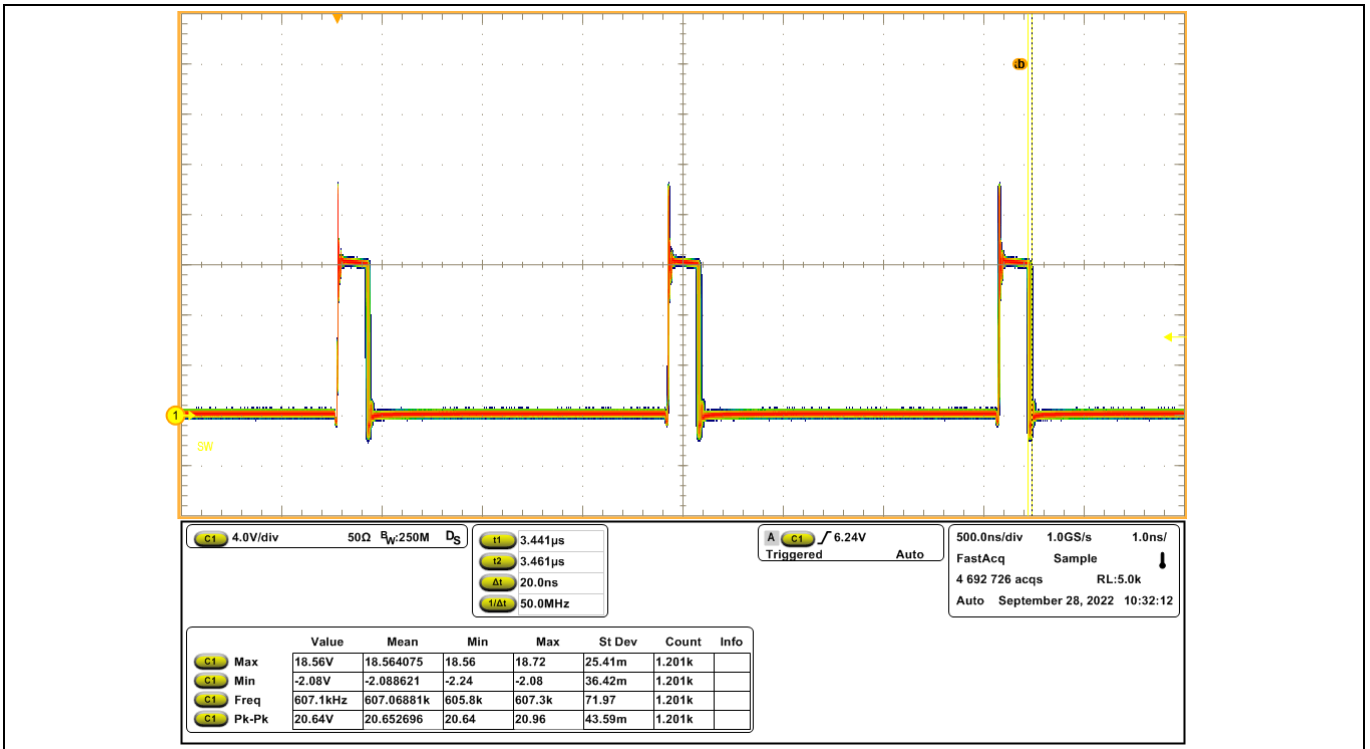 b
1
SW
C1 4.0V/div 50Ω BW:250M DS
t1 3.441µs
t2 3.461µs
Δt 20.0ns
1/Δt 50.0MHz
A C1 6.24V
Triggered Auto
500.0ns/div 1.0GS/s 1.0ns/
FastAcq Sample
4 692 726 acqs RL:5.0k
Auto September 28, 2022 10:32:12
Value Mean Min Max St Dev Count Info
C1 Max 18.56V 18.564075 18.56 18.72 25.41m 1.201k
C1 Min -2.08V -2.088621 -2.24 -2.08 36.42m 1.201k
C1 Freq 607.1kHz 607.06881k 605.8k 607.3k 71.97 1.201k
C1 Pk-Pk 20.64V 20.652696 20.64 20.96 43.59m 1.201k